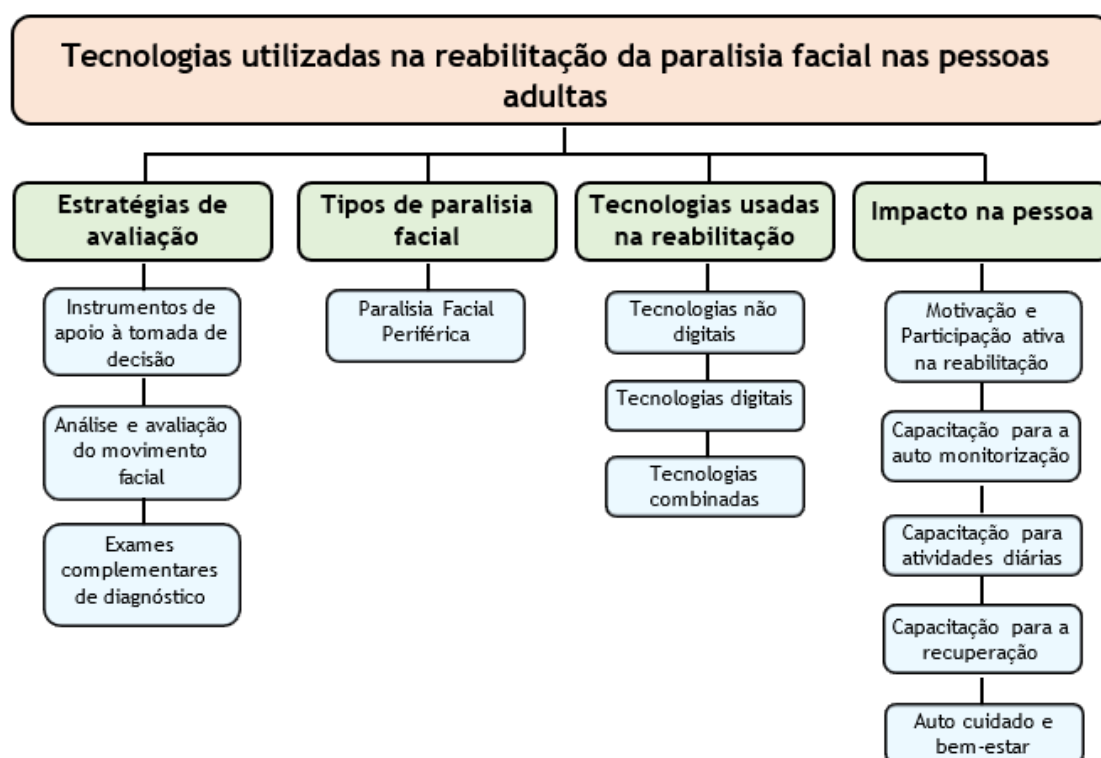 Tecnologias utilizadas na reabilitação da paralisia facial nas pessoas
adultas
Estratégias de
avaliação
Instrumentos de
apoio à tomada de
decisão
Análise e avaliação
do movimento
facial
Exames
complementares
de diagnóstico
Tipos de paralisia
facial
Paralisia Facial
Periférica
Tecnologias usadas
na reabilitação
Tecnologias não
digitais
Tecnologias digitais
Tecnologias
combinadas
Impacto na pessoa
Motivação e
Participação ativa
na reabilitação
Capacitação para a
auto monitorização
Capacitação para
atividades diárias
Capacitação para a
recuperação
Auto cuidado e
bem-estar